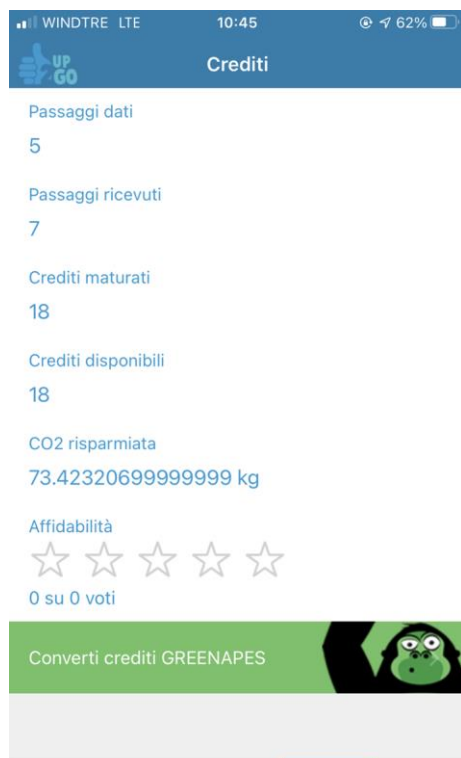 WINDTRE LTE 10:45 62%
UP
GO
Crediti
Passaggi dati
5
Passaggi ricevuti
7
Crediti maturati
18
Crediti disponibili
18
CO2 risparmiata
73.42320699999999 kg
Affidabilità
0 su 0 voti
Converti crediti GREENAPES